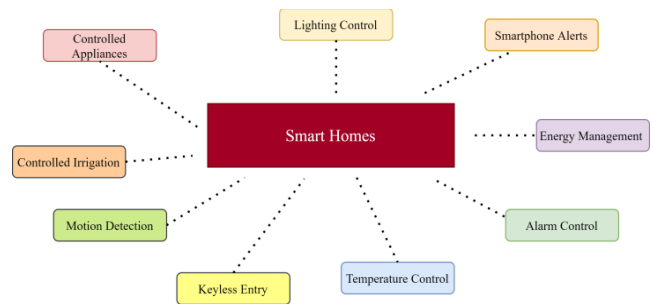 Lighting Control
Controlled
Appliances
Smartphone Alerts
Smart Homes
Energy Management
Controlled Irrigation
Motion Detection
Alarm Control
Keyless Entry
Temperature Control